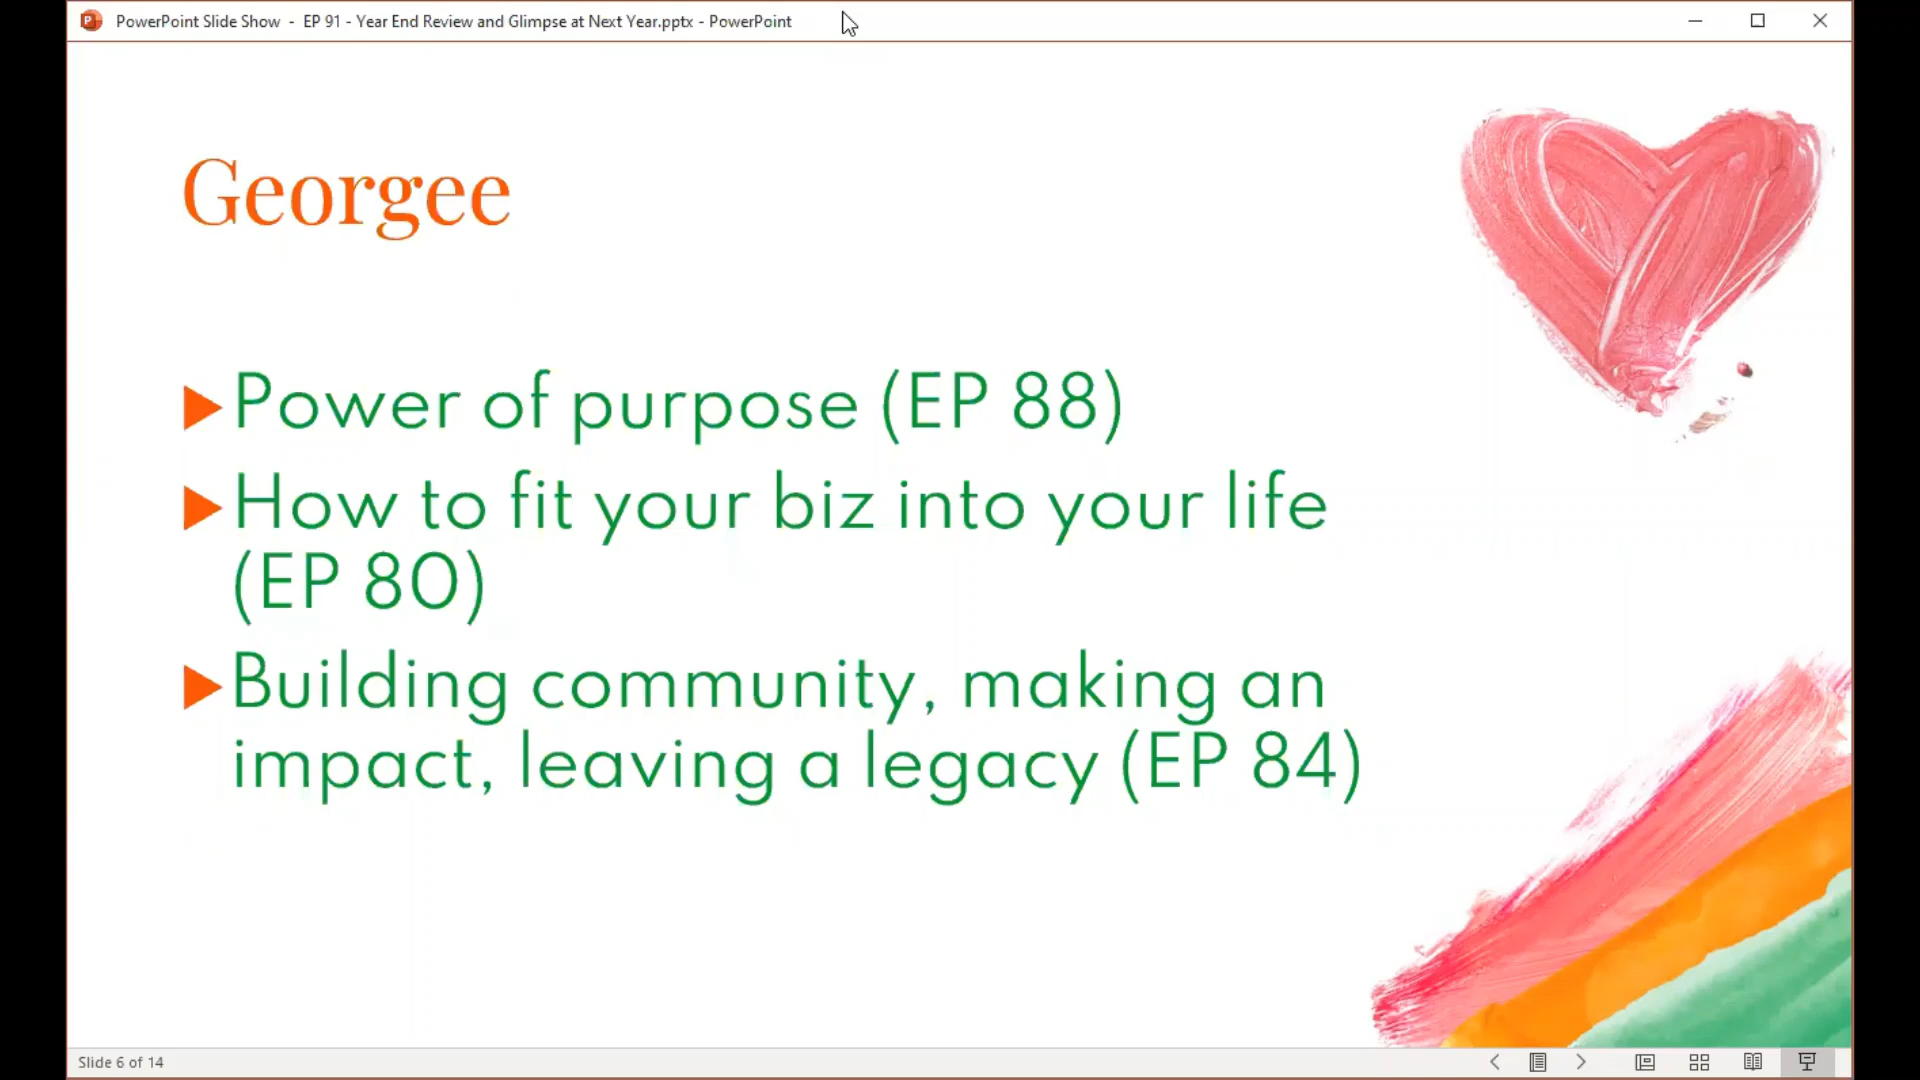 PowerPoint Slide Show - EP 91 - Year End Review and Glimpse at Next Year.pptx - PowerPoint
Georgee
Power of purpose (EP 88)
How to fit your biz into your life
(EP 80)
Building community, making an
impact, leaving a legacy (EP 84)
Slide 6 of 14